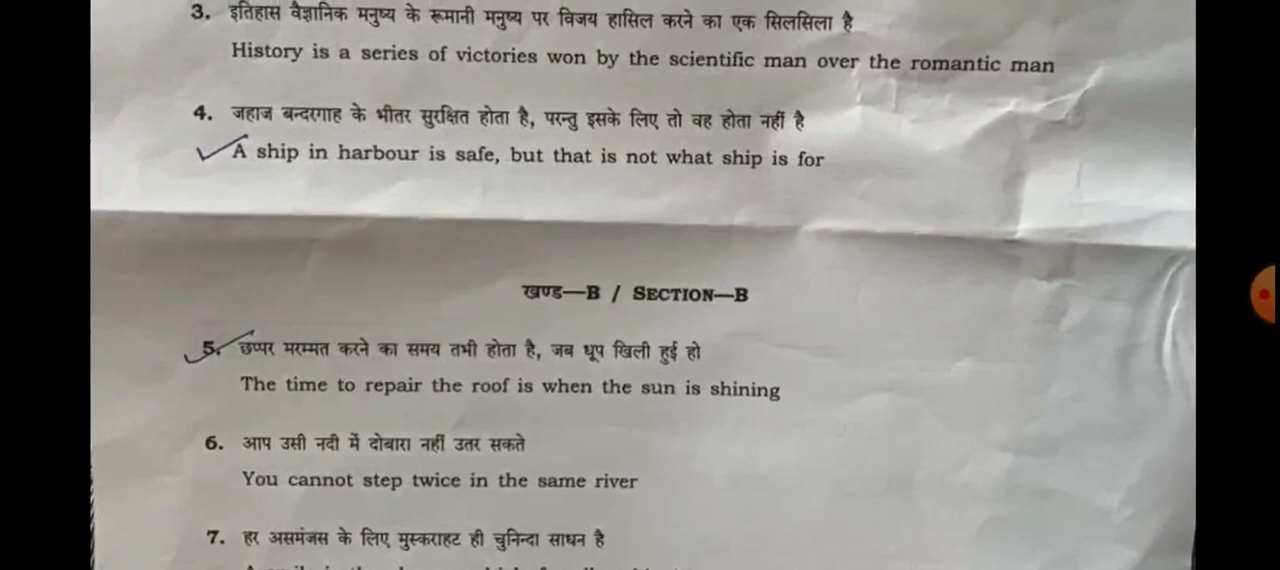 3. इतिहास वैज्ञानिक मनुष्य के रूमानी मनुष्य पर विजय हासिल करने का एक सिलसिला है
History is a series of victories won by the scientific man over the romantic man
4. जहाज बन्दरगाह के भीतर सुरक्षित होता है, परन्तु इसके लिए तो वह होता नहीं है
A ship in harbour is safe, but that is not what ship is for
खण्ड—B / SECTION—B
5. छप्पर मरम्मत करने का समय तभी होता है, जब धूप खिली हुई हो
The time to repair the roof is when the sun is shining
6. आप उसी नदी में दोबारा नहीं उतर सकते
You cannot step twice in the same river
7. हर असमंजस के लिए मुस्कराहट ही चुनिन्दा साधन है